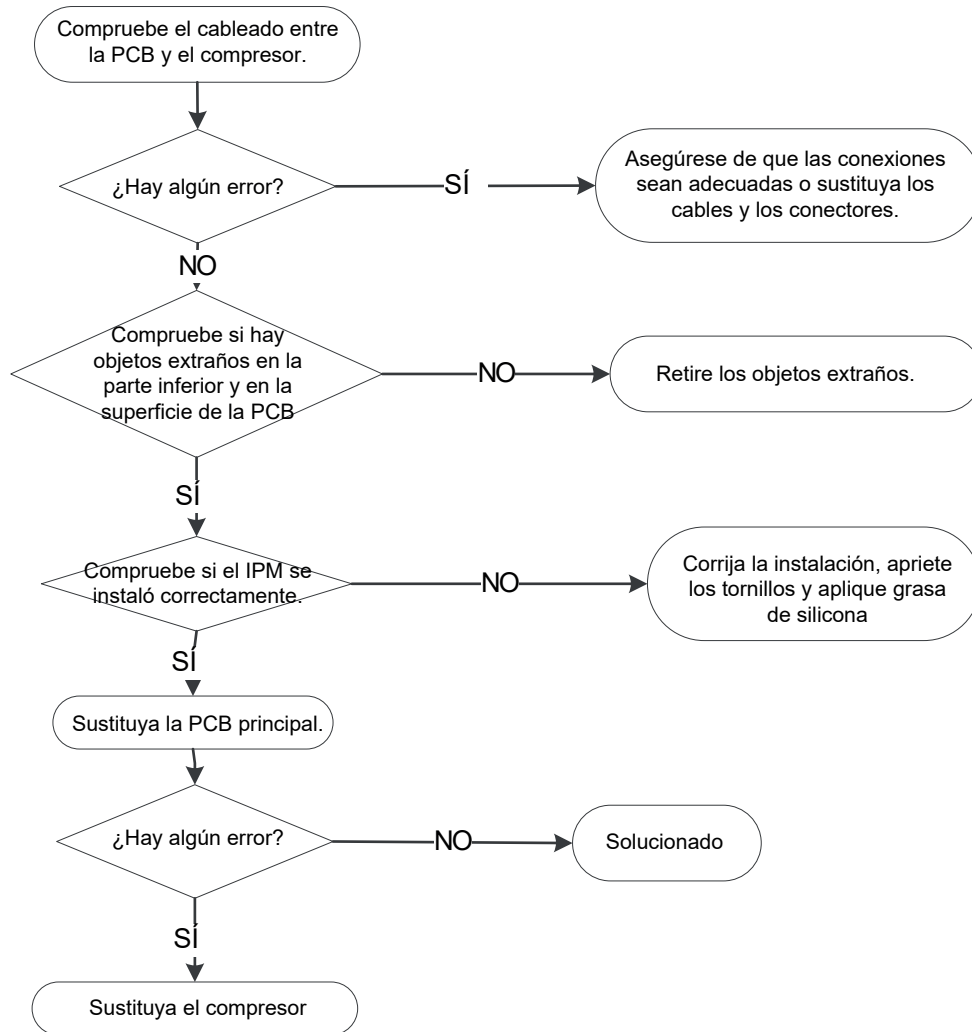 Compruebe el cableado entre
la PCB y el compresor.
¿Hay algún error?
SÍ
Asegúrese de que las conexiones
sean adecuadas o sustituya los
cables y los conectores.
NO
Compruebe si hay
objetos extraños en la
parte inferior y en la
superficie de la PCB
NO
Retire los objetos extraños.
SÍ
Compruebe si el IPM se
instaló correctamente.
NO
Corrija la instalación, apriete
los tornillos y aplique grasa
de silicona
SÍ
Sustituya la PCB principal.
¿Hay algún error?
NO
Solucionado
SÍ
Sustituya el compresor